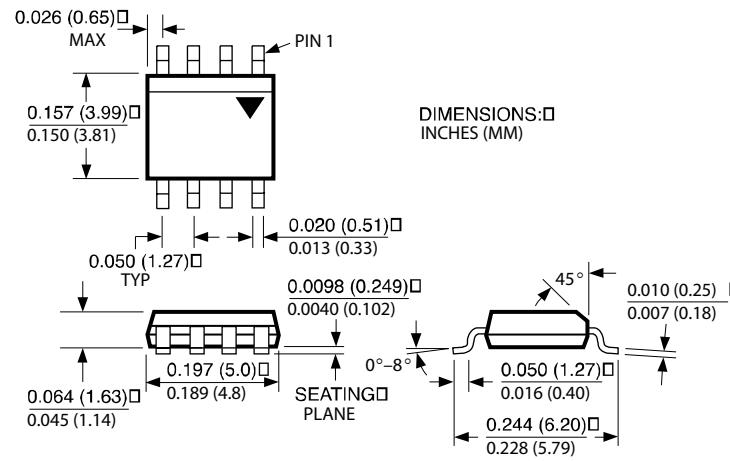 0.026 (0.65)□
MAX
PIN 1
0.157 (3.99)□
0.150 (3.81)
DIMENSIONS:□
INCHES (MM)
0.020 (0.51)□
0.013 (0.33)
0.050 (1.27)□
TYP
0.0098 (0.249)□
0.0040 (0.102)
45°
0.010 (0.25)
0.007 (0.18)
0°–8°
0.197 (5.0)□
0.189 (4.8)
0.050 (1.27)□
0.016 (0.40)
0.064 (1.63)□
0.045 (1.14)
SEATING□
PLANE
0.244 (6.20)□
0.228 (5.79)